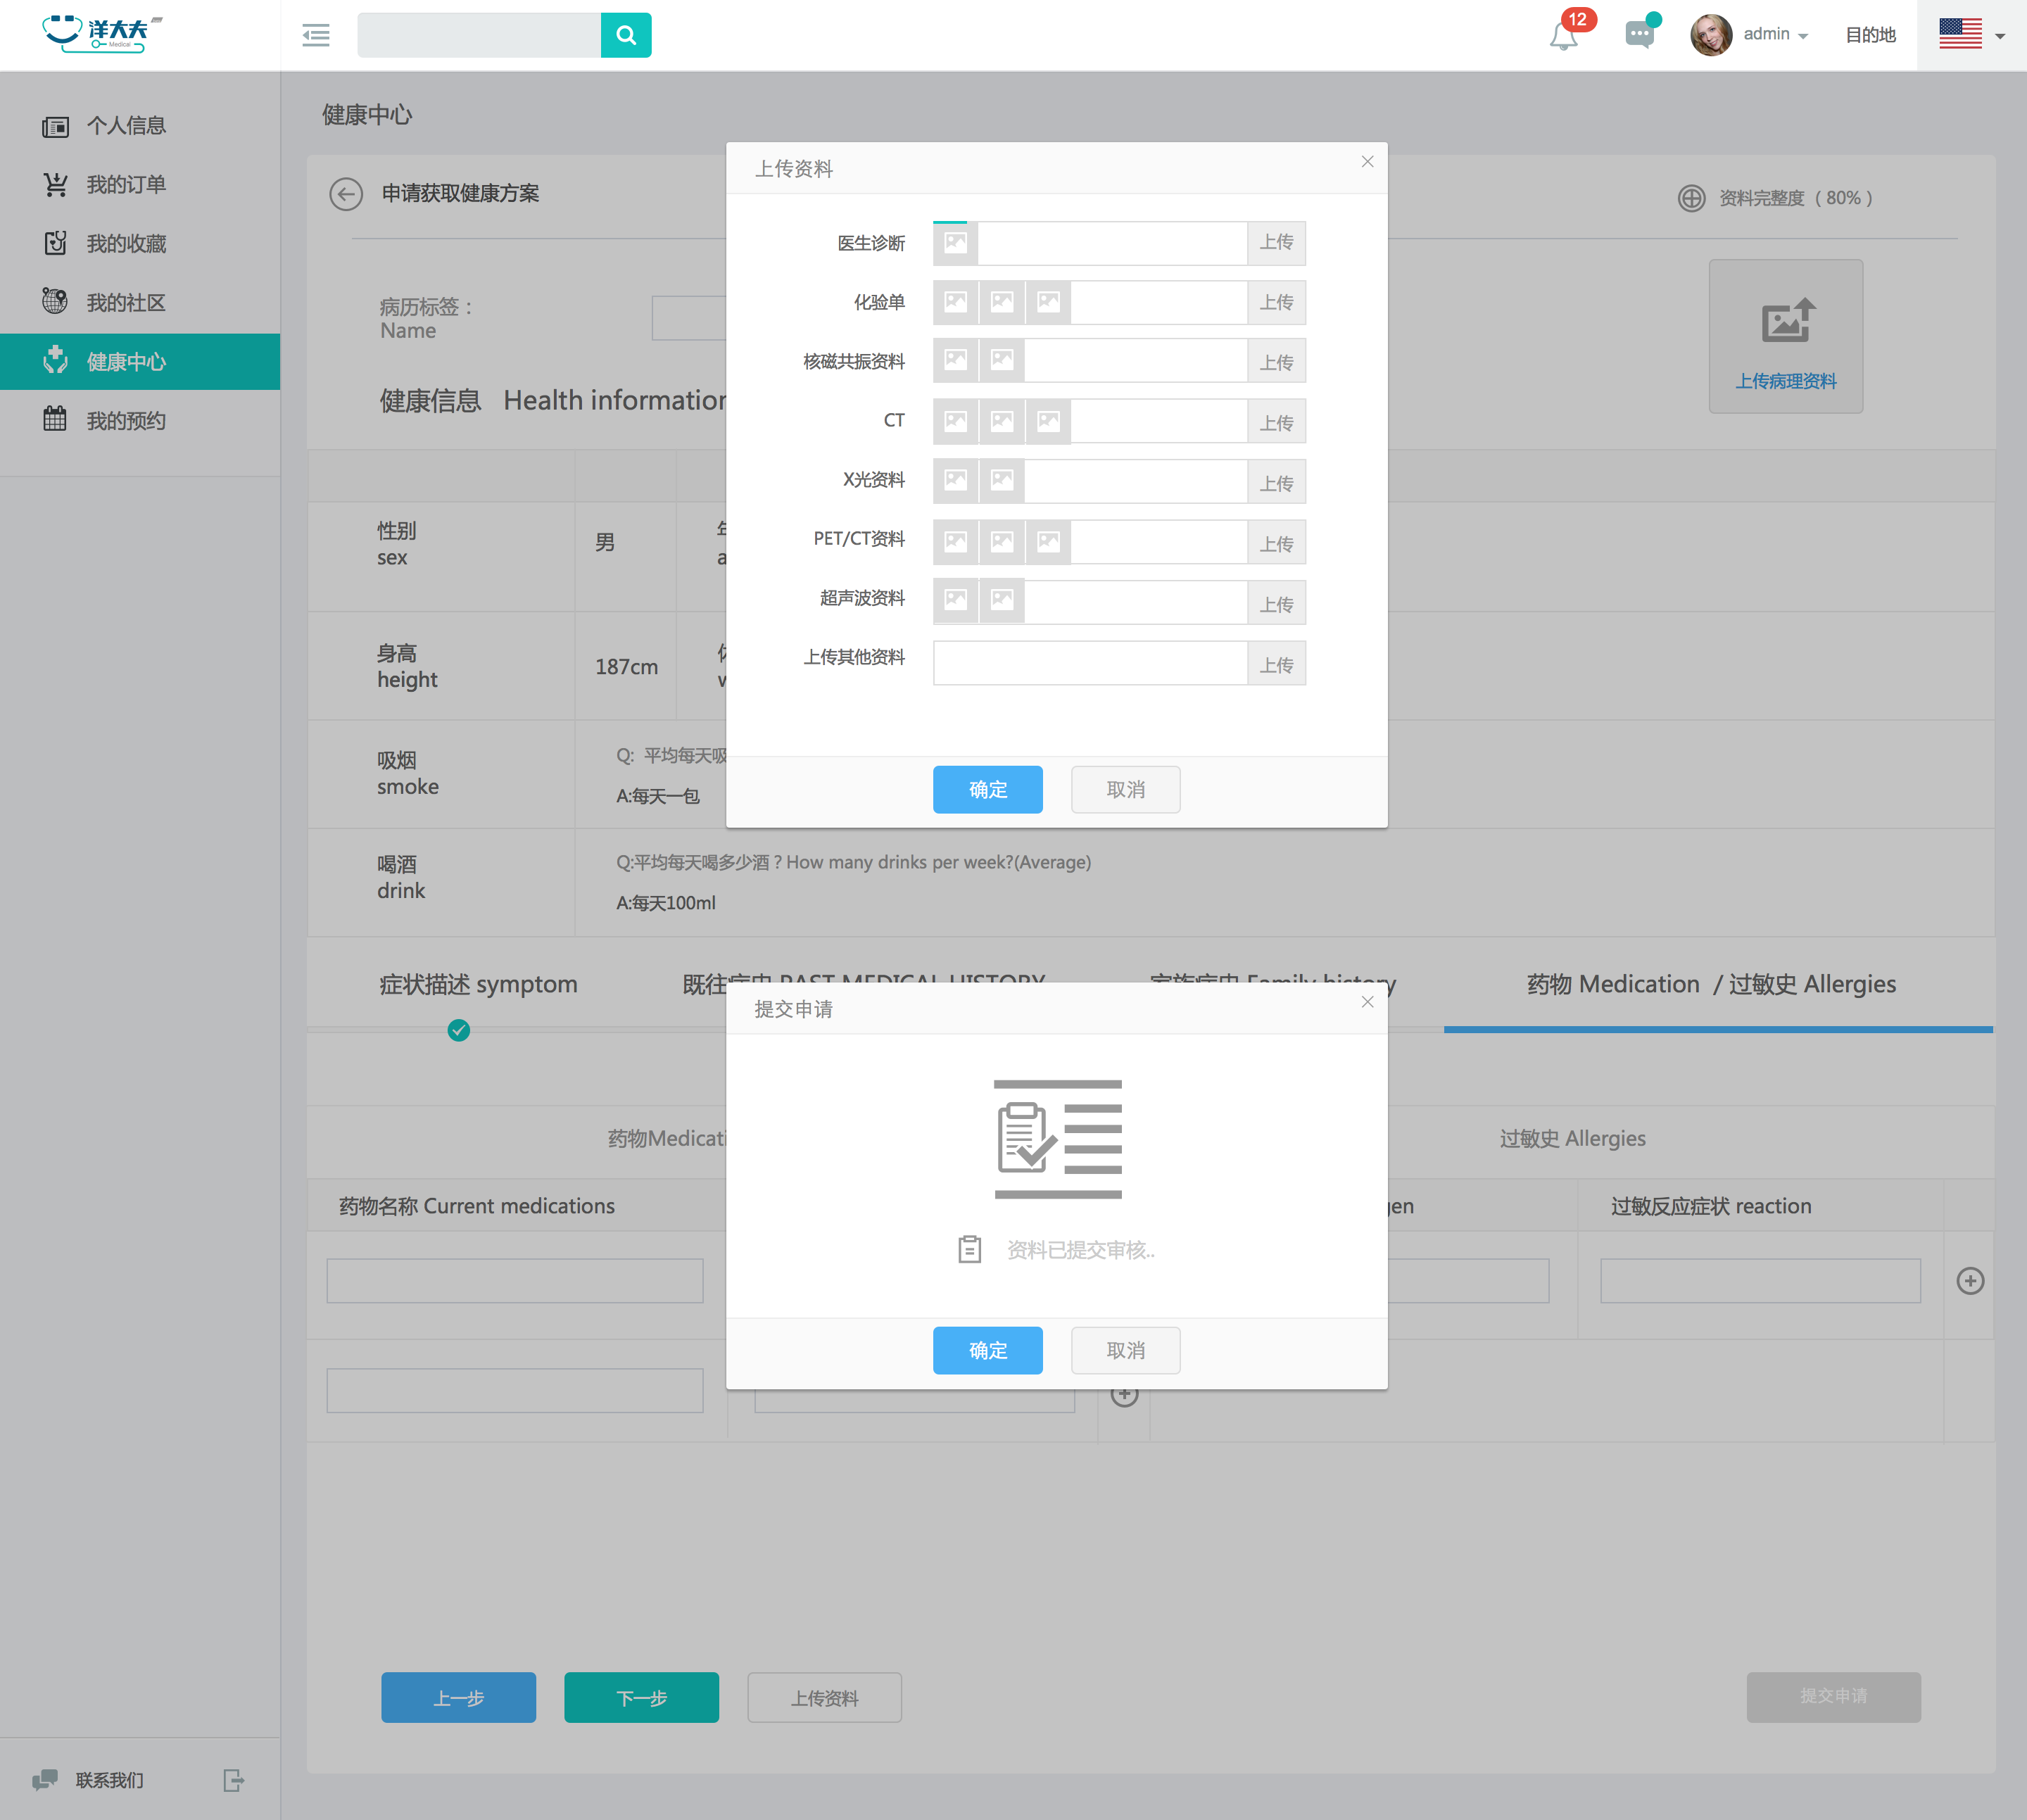 洋大夫
Medical
12
admin
目的地
个人信息
我的订单
我的收藏
我的社区
健康中心
我的预约
联系我们
健康中心
申请获取健康方案
资料完整度（80%）
病历标签：
Name
上传病理资料
健康信息 Health information
性别
sex
男
身高
height
187cm
吸烟
smoke
Q: 平均每天吸
A:每天一包
喝酒
drink
Q:平均每天喝多少酒？How many drinks per week?(Average)
A:每天100ml
上传资料
医生诊断
上传
化验单
上传
核磁共振资料
上传
CT
上传
X光资料
上传
PET/CT资料
上传
超声波资料
上传
上传其他资料
上传
确定
取消
症状描述 symptom
既往病史 PAST MEDICAL HISTORY
家族病史 Family history
药物 Medication / 过敏史 Allergies
提交申请
资料已提交审核..
确定
取消
药物Medicati
过敏史 Allergies
药物名称 Current medications
gen
过敏反应症状 reaction
上一步
下一步
上传资料
提交申请